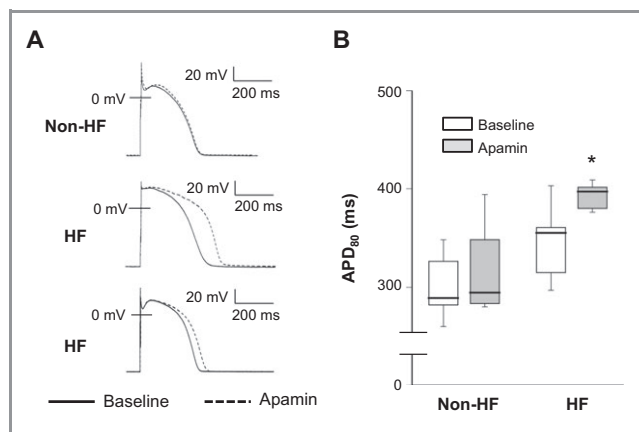 A
20 mV
200 ms
0 mV
Non-HF
20 mV
200 ms
0 mV
HF
20 mV
200 ms
0 mV
HF
Baseline
Apamin
B
500
400
300
0
APD80 (ms)
Baseline
Apamin
*
Non-HF
HF